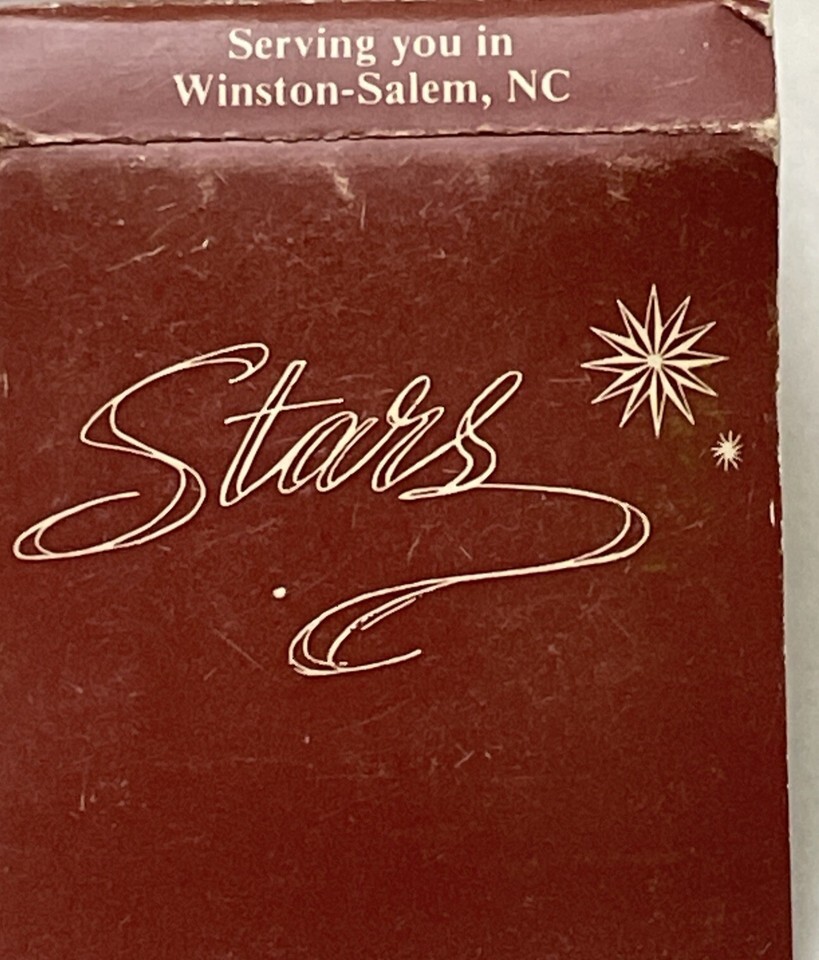 Serving you in
Winston-Salem, NC
Stars